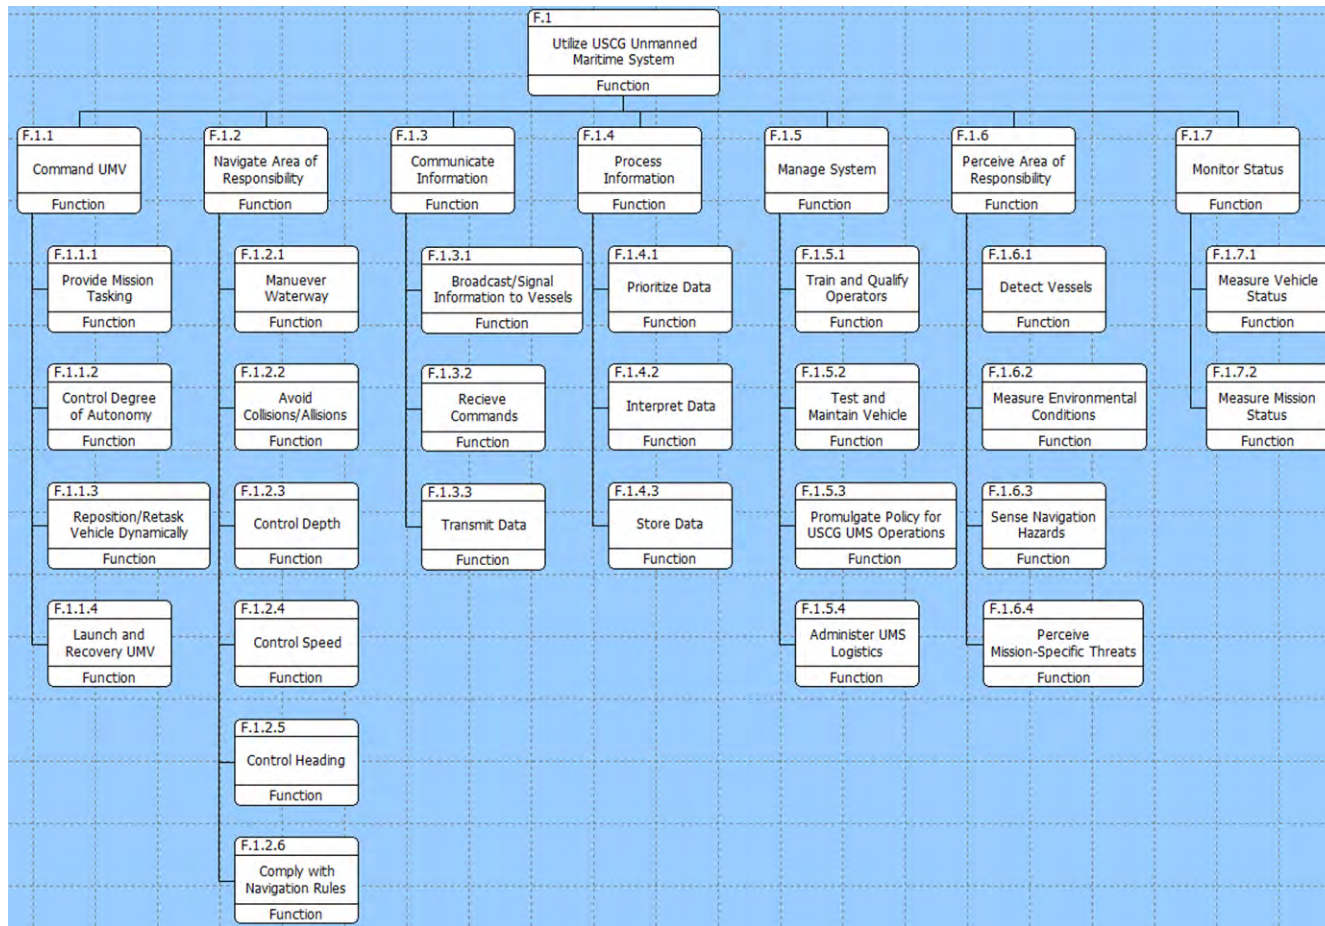 F.1
Utilize USCG Unmanned
Maritime System
Function
F.1.1
Command UMV
Function
F.1.2
Navigate Area of
Responsibility
Function
F.1.3
Communicate
Information
Function
F.1.4
Process
Information
Function
F.1.5
Manage System
Function
F.1.6
Perceive Area of
Responsibility
Function
F.1.7
Monitor Status
Function
F.1.1.1
Provide Mission
Tasking
Function
F.1.1.2
Control Degree
of Autonomy
Function
F.1.1.3
Reposition/Retask
Vehicle Dynamically
Function
F.1.1.4
Launch and
Recovery UMV
Function
F.1.2.1
Manuever
Waterway
Function
F.1.2.2
Avoid
Collisions/Allisions
Function
F.1.2.3
Control Depth
Function
F.1.2.4
Control Speed
Function
F.1.2.5
Control Heading
Function
F.1.2.6
Comply with
Navigation Rules
Function
F.1.3.1
Broadcast/Signal
Information to Vessels
Function
F.1.3.2
Recieve
Commands
Function
F.1.3.3
Transmit Data
Function
F.1.4.1
Prioritize Data
Function
F.1.4.2
Interpret Data
Function
F.1.4.3
Store Data
Function
F.1.5.1
Train and Qualify
Operators
Function
F.1.5.2
Test and
Maintain Vehicle
Function
F.1.5.3
Promulgate Policy for
USCG UMS Operations
Function
F.1.5.4
Administer UMS
Logistics
Function
F.1.6.1
Detect Vessels
Function
F.1.6.2
Measure Environmental
Conditions
Function
F.1.6.3
Sense Navigation
Hazards
Function
F.1.6.4
Perceive
Mission-Specific Threats
Function
F.1.7.1
Measure Vehicle
Status
Function
F.1.7.2
Measure Mission
Status
Function